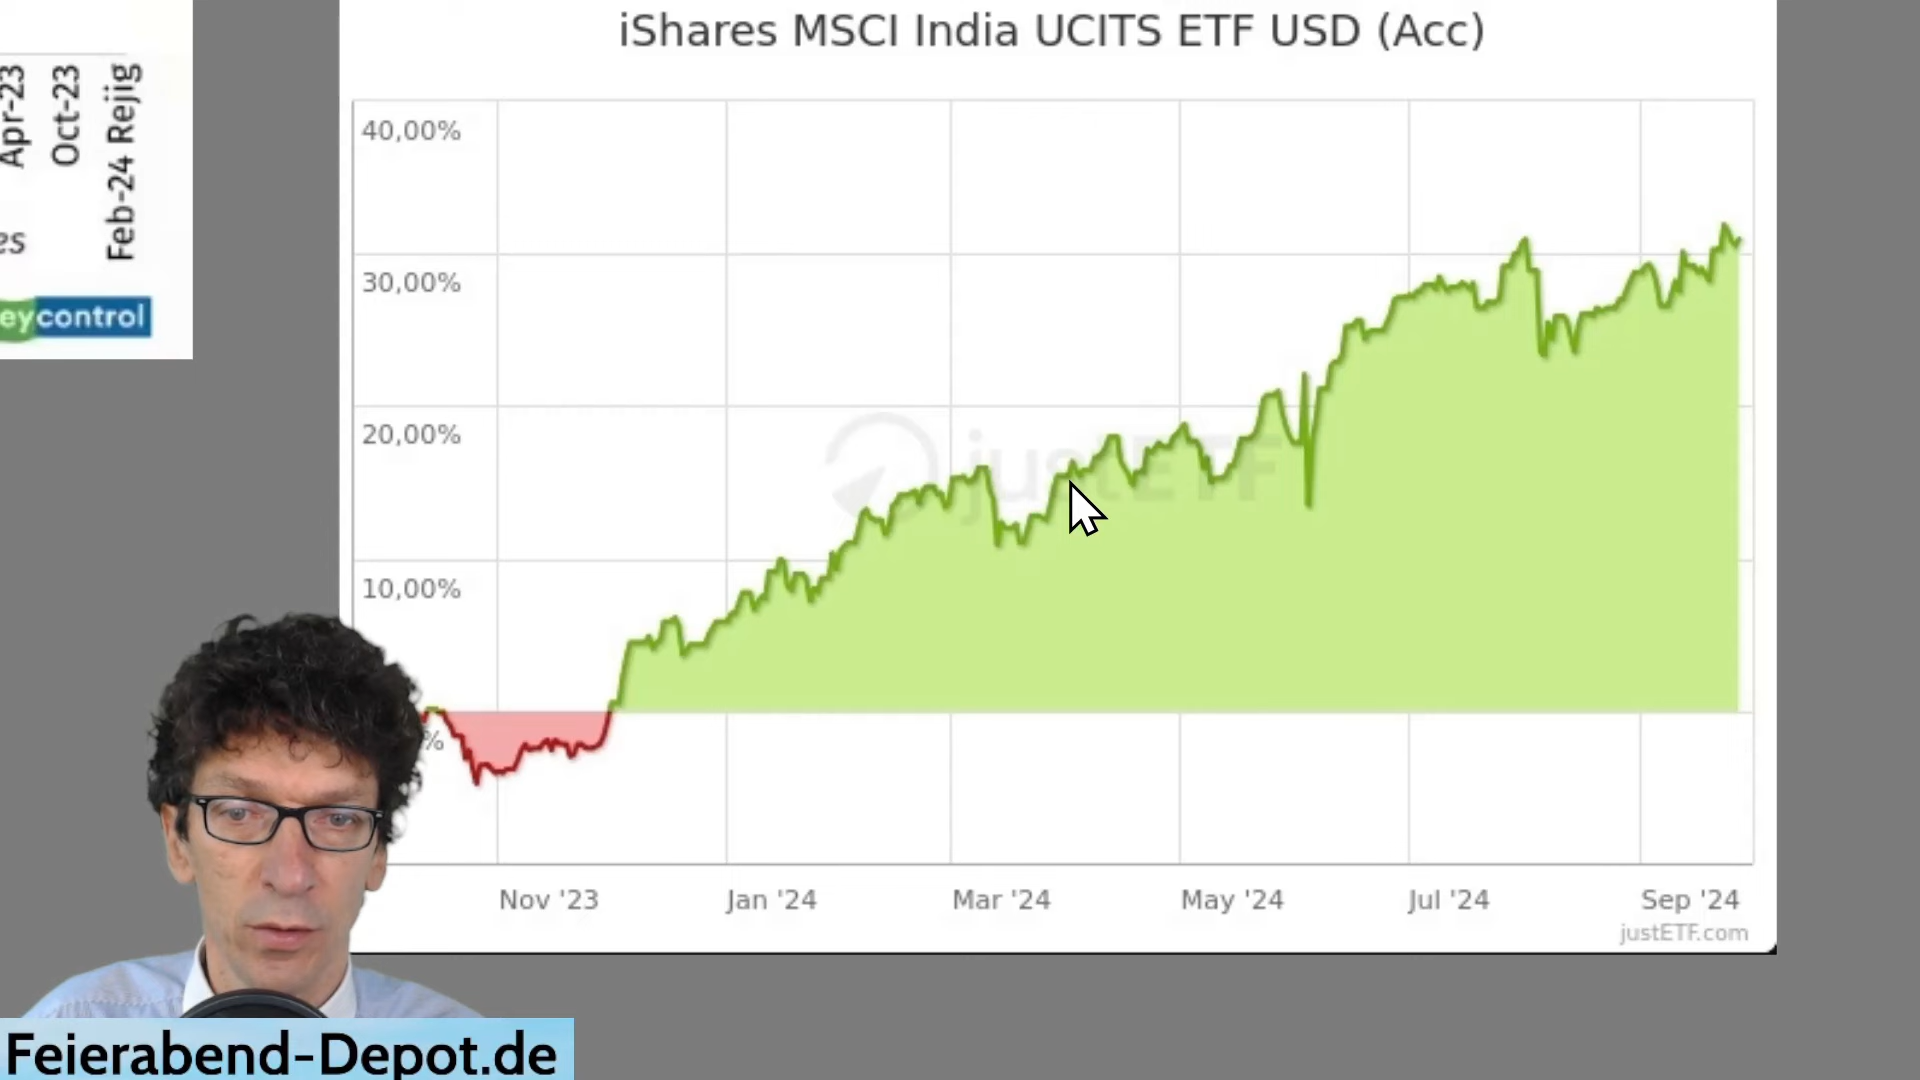 iShares MSCI India UCITS ETF USD (Acc)
Apr-23
Oct-23
Feb-24 Rejig
es
eycontrol
40,00%
30,00%
20,00%
10,00%
%
justETF
Nov '23
Jan '24
Mar '24
May '24
Jul '24
Sep '24
justETF.com
Feierabend-Depot.de